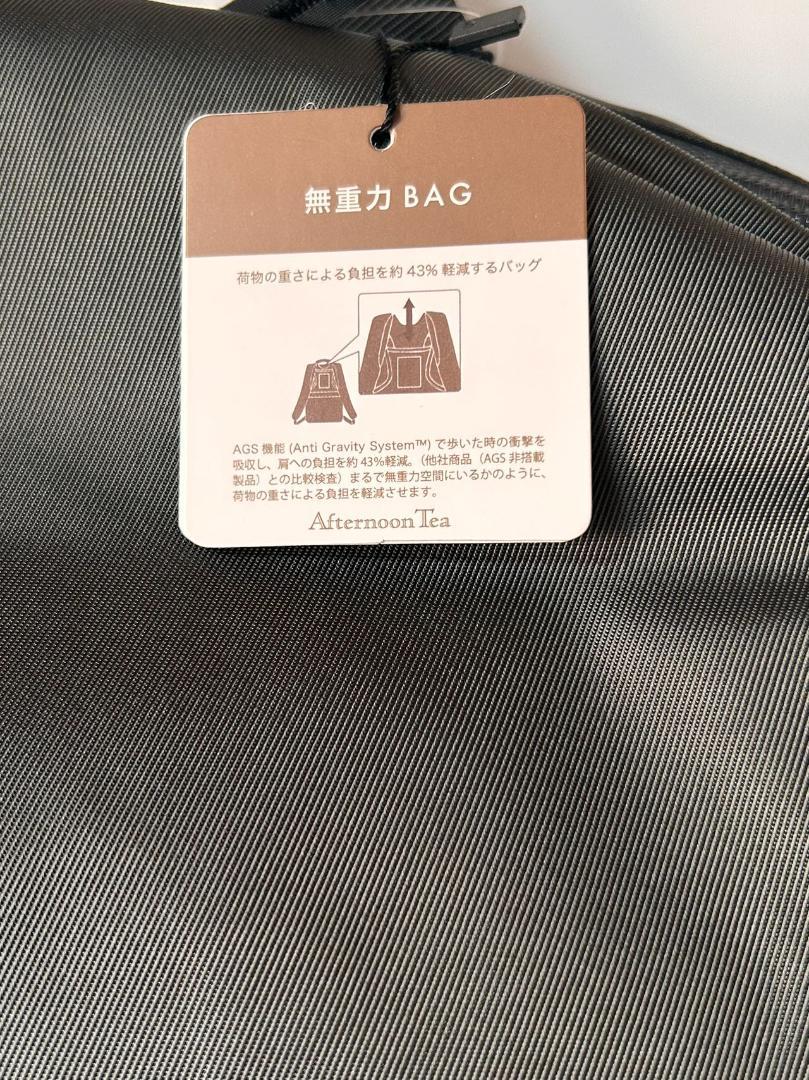 無重力 BAG
荷物の重さによる負担を約 43% 軽減するバッグ
AGS 機能 (Anti Gravity System™) で歩いた時の衝撃を
吸収し、肩への負担を約 43%軽減。（他社商品（AGS 非搭載
製品）との比較検査）まるで無重力空間にいるかのように、
荷物の重さによる負担を軽減させます。
Afternoon Tea